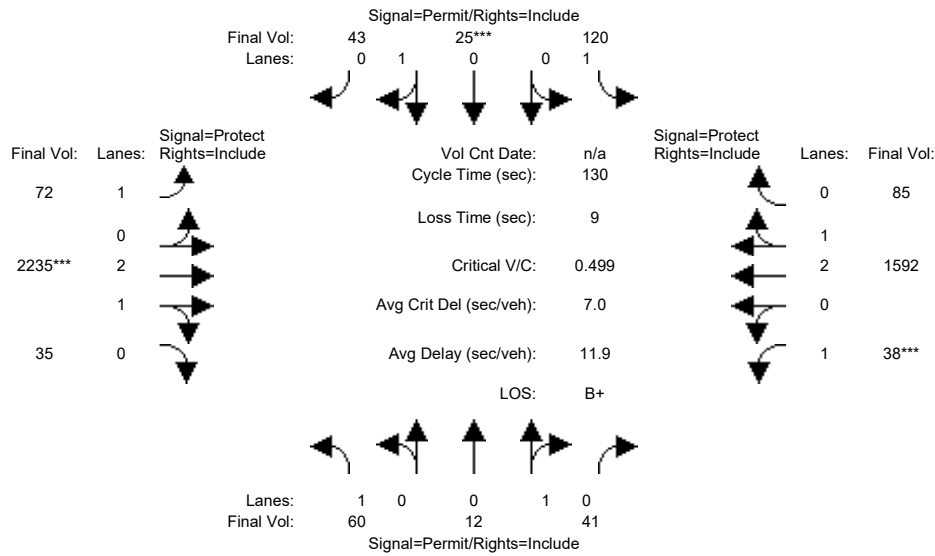 Signal=Permit/Rights=Include
Final Vol: 43 25*** 120
Lanes: 0 1 0 0 1
Signal=Protect
Final Vol: Lanes: Rights=Include
Vol Cnt Date: n/a
Signal=Protect
Rights=Include Lanes: Final Vol:
Cycle Time (sec): 130
72 1
0 85
Loss Time (sec): 9
0
1
2235*** 2
Critical V/C: 0.499
2 1592
1
Avg Crit Del (sec/veh): 7.0
0
35 0
Avg Delay (sec/veh): 11.9
1 38***
LOS: B+
Lanes: 1 0 0 1 0
Final Vol: 60 12 41
Signal=Permit/Rights=Include